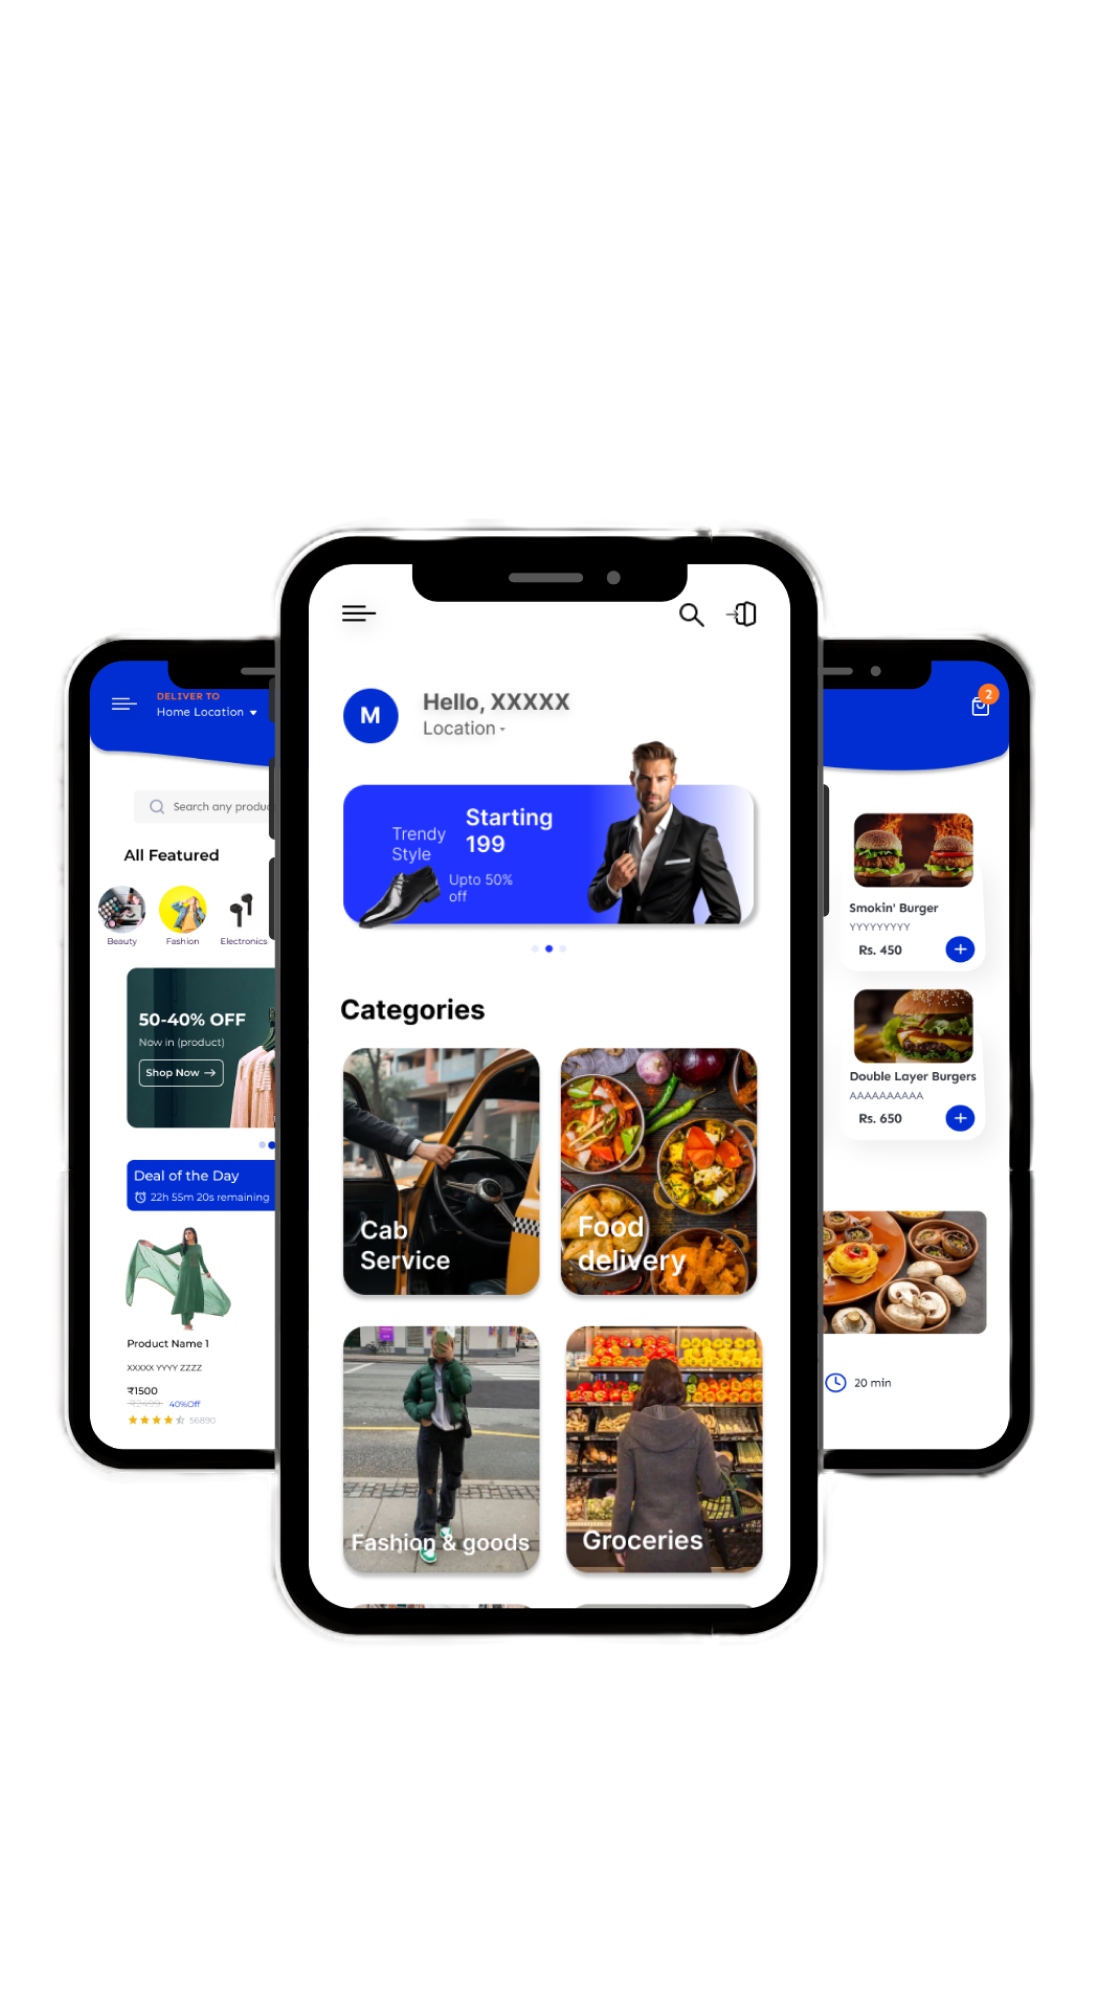 DELIVER TO
Home Location
Search any produc
All Featured
Beauty
Fashion
Electronics
50-40% OFF
Now in (product)
Shop Now →
Deal of the Day
22h 55m 20s remaining
Product Name 1
XXXXX YYYY ZZZZ
₹1500
₹2499 40%Off
56890
M
Hello, XXXXX
Location
Trendy
Style
Starting
199
Upto 50%
off
Categories
Cab
Service
Food
delivery
Fashion & goods
Groceries
2
Smokin' Burger
YYYYYYYYY
Rs. 450
Double Layer Burgers
AAAAAAAAAA
Rs. 650
20 min